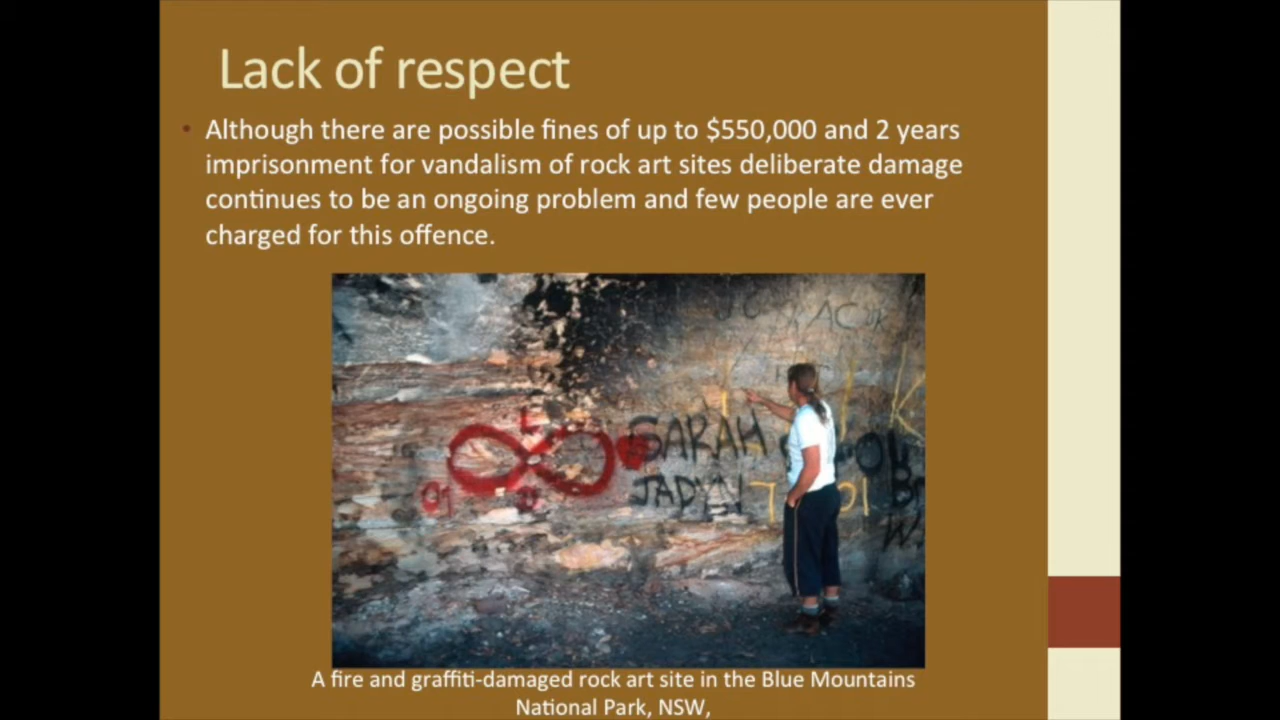 Lack of respect
• Although there are possible fines of up to $550,000 and 2 years
imprisonment for vandalism of rock art sites deliberate damage
continues to be an ongoing problem and few people are ever
charged for this offence.
SARAH
JADYN
A fire and graffiti-damaged rock art site in the Blue Mountains
National Park, NSW,